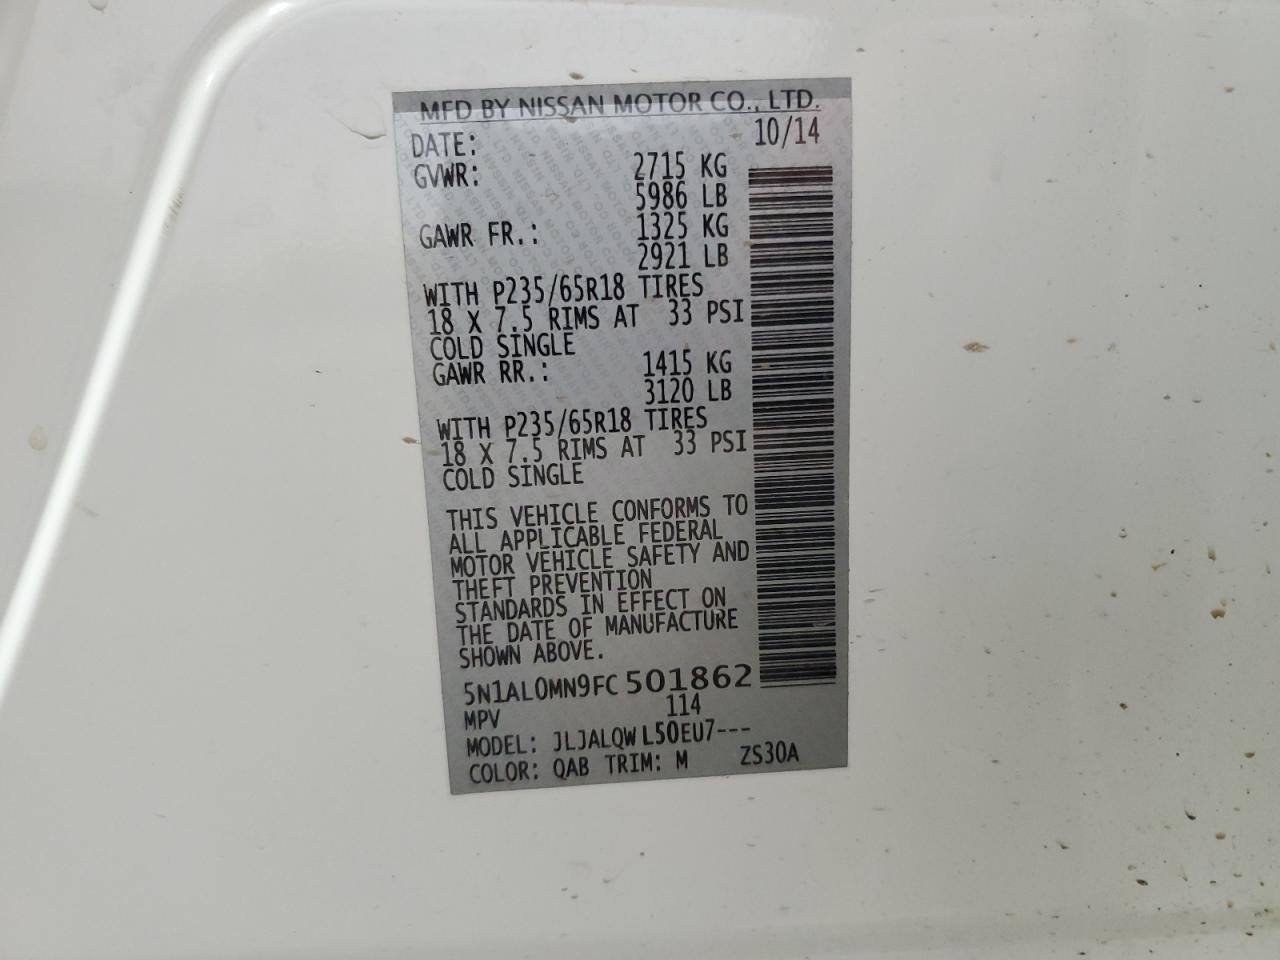 MFD BY NISSAN MOTOR CO., LTD.
DATE: 10/14
GVWR: 2715 KG
5986 LB
GAWR FR.: 1325 KG
2921 LB
WITH P235/65R18 TIRES
18 X 7.5 RIMS AT 33 PSI
COLD SINGLE
GAWR RR.: 1415 KG
3120 LB
WITH P235/65R18 TIRES
18 X 7.5 RIMS AT 33 PSI
COLD SINGLE
THIS VEHICLE CONFORMS TO
ALL APPLICABLE FEDERAL
MOTOR VEHICLE SAFETY AND
THEFT PREVENTION
STANDARDS IN EFFECT ON
THE DATE OF MANUFACTURE
SHOWN ABOVE.
5N1AL0MN9FC 501862
MPV 114
MODEL: JLJALQWL50EU7---
COLOR: QAB TRIM: M ZS30A